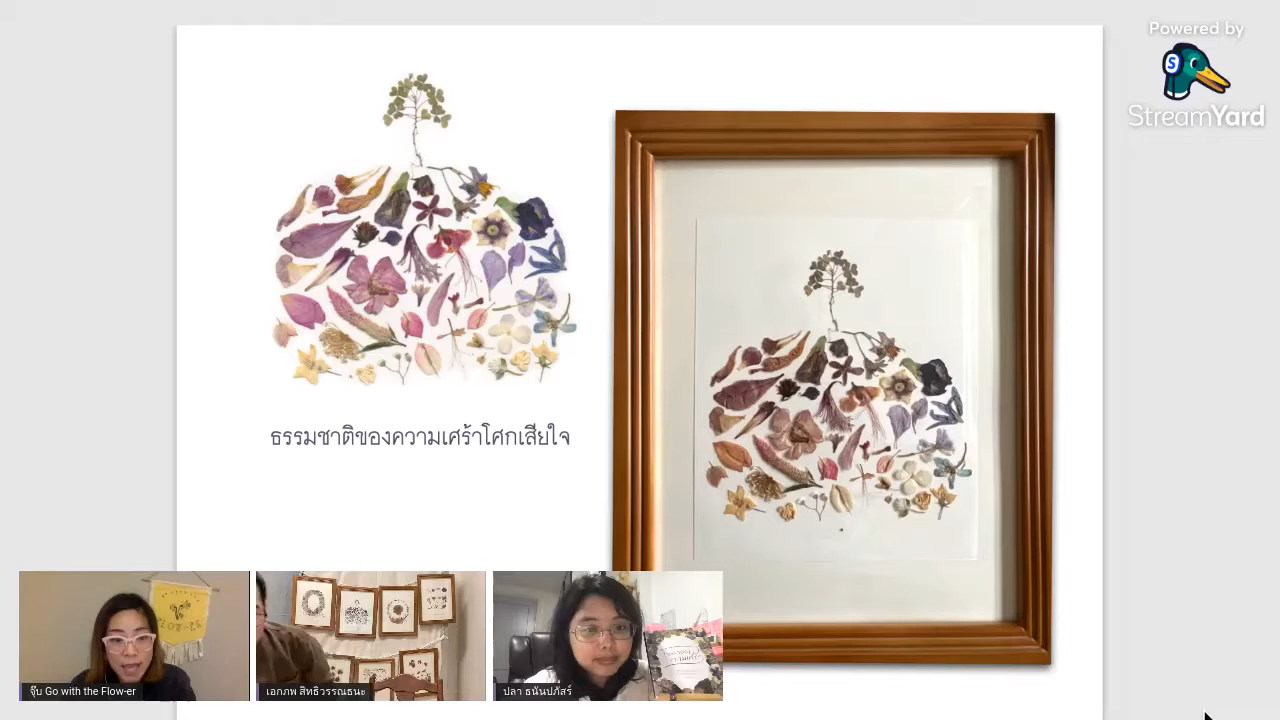 Powered by
S
StreamYard
ธรรมชาติของความเศร้าโศกเสียใจ
จุ๊บ Go with the Flow-er
เอกภพ สิทธิวรรณธนะ
ปลา ธนันปภัสร์